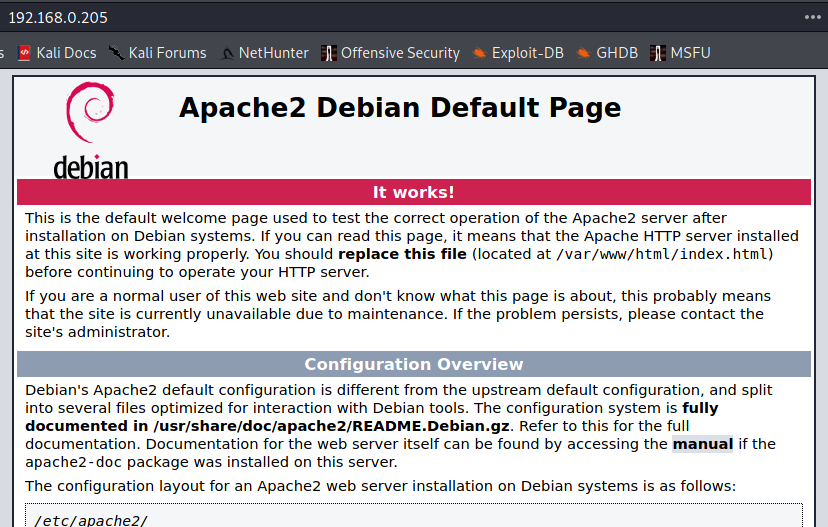 192.168.0.205
s Kali Docs Kali Forums NetHunter Offensive Security Exploit-DB GHDB MSFU
Apache2 Debian Default Page
debian
It works!
This is the default welcome page used to test the correct operation of the Apache2 server after
installation on Debian systems. If you can read this page, it means that the Apache HTTP server installed
at this site is working properly. You should replace this file (located at /var/www/html/index.html)
before continuing to operate your HTTP server.
If you are a normal user of this web site and don't know what this page is about, this probably means
that the site is currently unavailable due to maintenance. If the problem persists, please contact the
site's administrator.
Configuration Overview
Debian's Apache2 default configuration is different from the upstream default configuration, and split
into several files optimized for interaction with Debian tools. The configuration system is fully
documented in /usr/share/doc/apache2/README.Debian.gz. Refer to this for the full
documentation. Documentation for the web server itself can be found by accessing the manual if the
apache2-doc package was installed on this server.
The configuration layout for an Apache2 web server installation on Debian systems is as follows:
/etc/apache2/